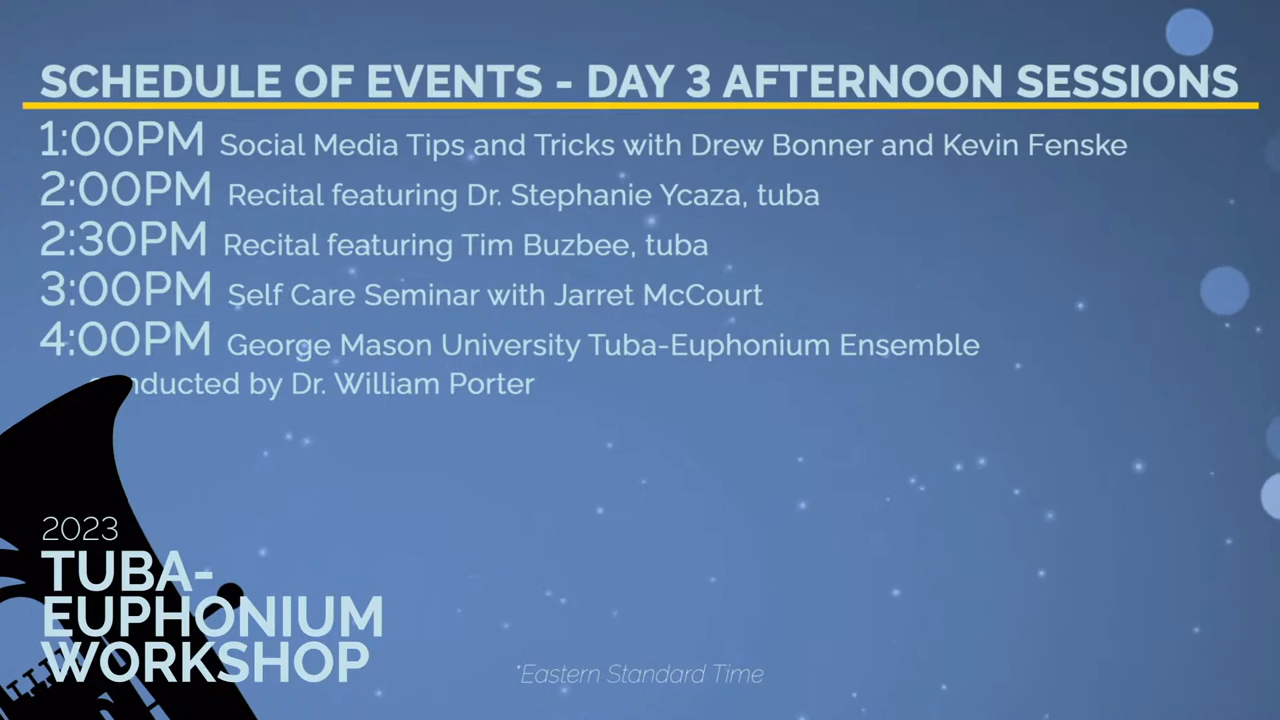 SCHEDULE OF EVENTS - DAY 3 AFTERNOON SESSIONS
1:00PM Social Media Tips and Tricks with Drew Bonner and Kevin Fenske
2:00PM Recital featuring Dr. Stephanie Ycaza, tuba
2:30PM Recital featuring Tim Buzbee, tuba
3:00PM Self Care Seminar with Jarret McCourt
4:00PM George Mason University Tuba-Euphonium Ensemble
conducted by Dr. William Porter
2023
TUBA-
EUPHONIUM
WORKSHOP
*Eastern Standard Time